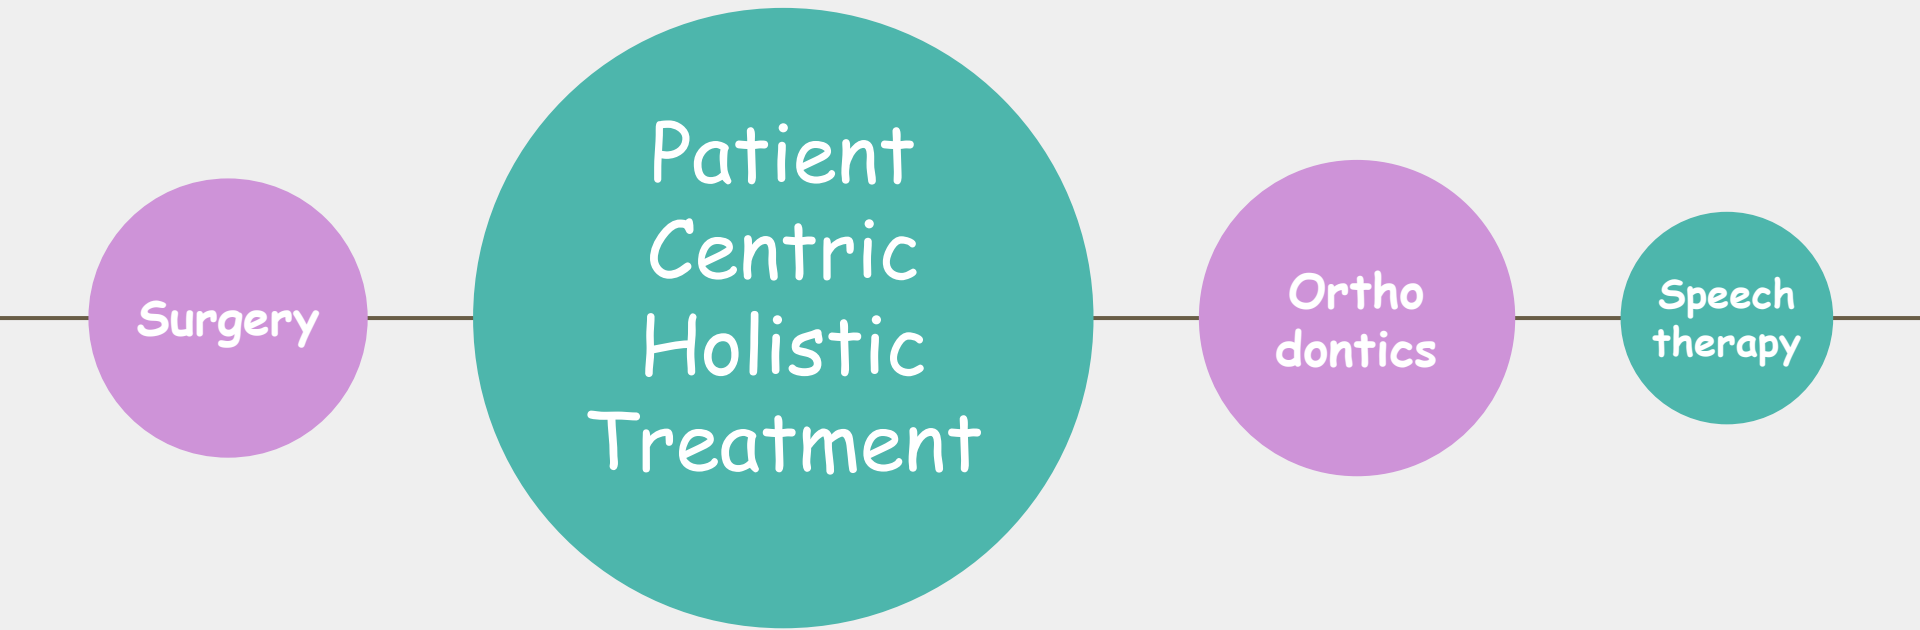 Surgery
Patient
Centric
Holistic
Treatment
Ortho
dontics
Speech
therapy